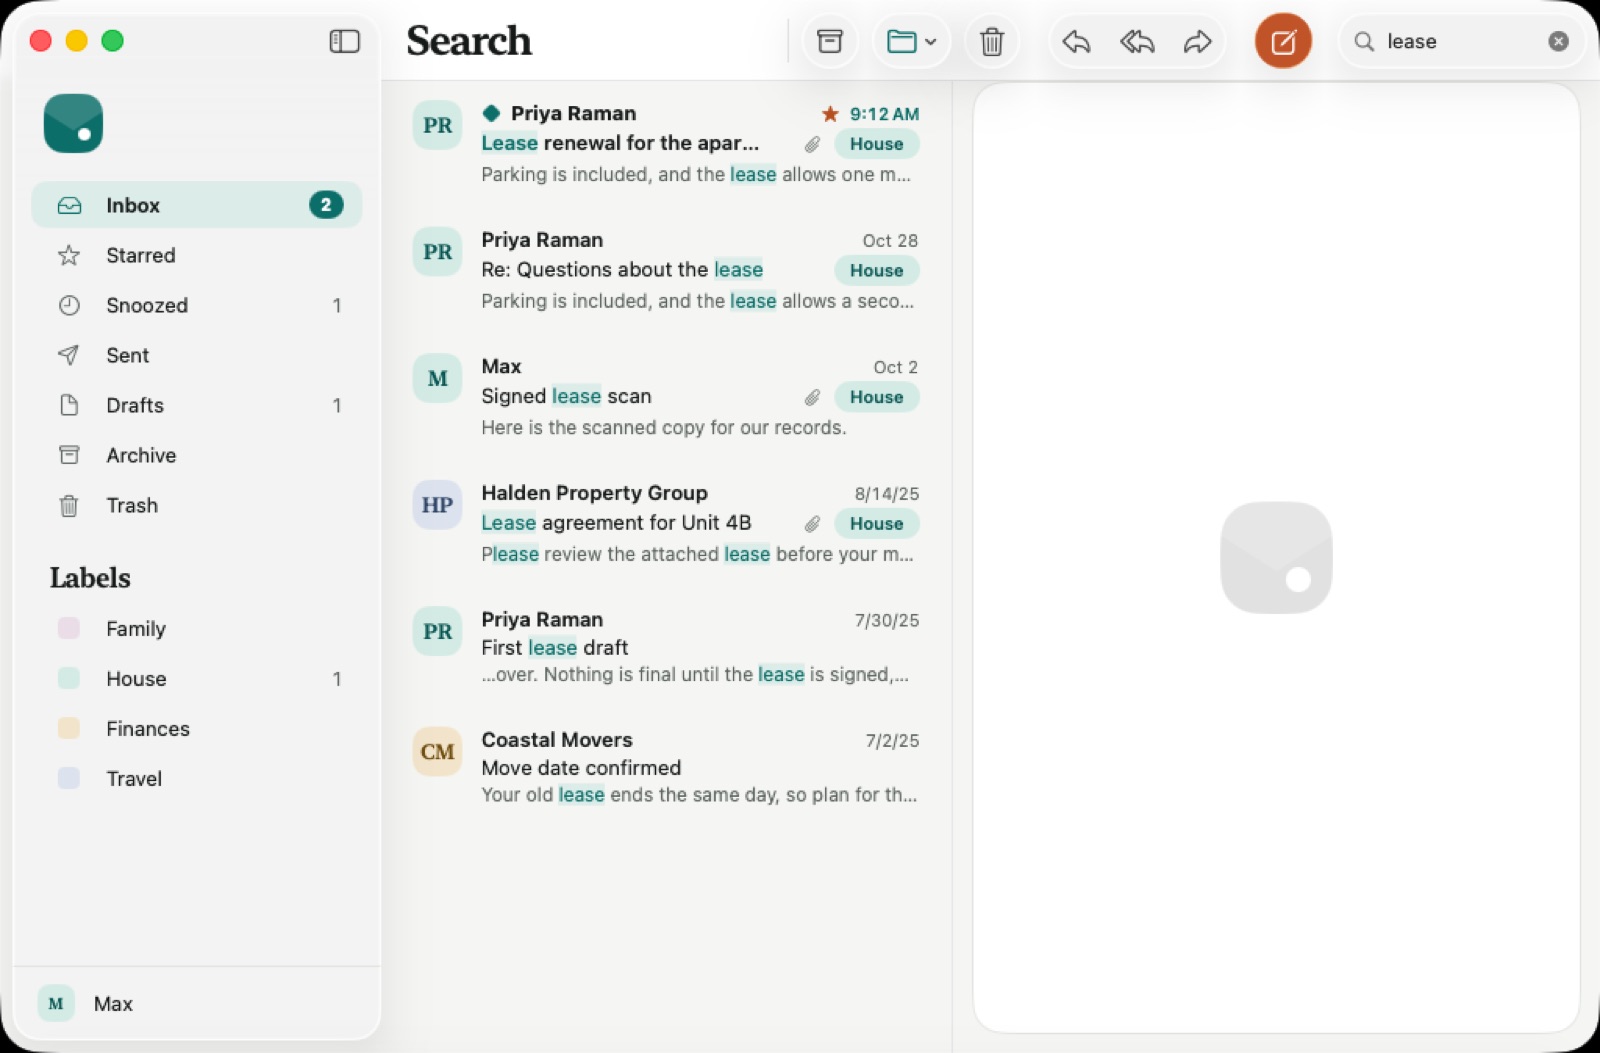 Search
lease
Inbox 2
Starred
Snoozed 1
Sent
Drafts 1
Archive
Trash
Labels
Family
House 1
Finances
Travel
M Max
PR Priya Raman 9:12 AM
Lease renewal for the apar... House
Parking is included, and the lease allows one m...
PR Priya Raman Oct 28
Re: Questions about the lease House
Parking is included, and the lease allows a seco...
M Max Oct 2
Signed lease scan House
Here is the scanned copy for our records.
HP Halden Property Group 8/14/25
Lease agreement for Unit 4B House
Please review the attached lease before your m...
PR Priya Raman 7/30/25
First lease draft
...over. Nothing is final until the lease is signed,...
CM Coastal Movers 7/2/25
Move date confirmed
Your old lease ends the same day, so plan for th...